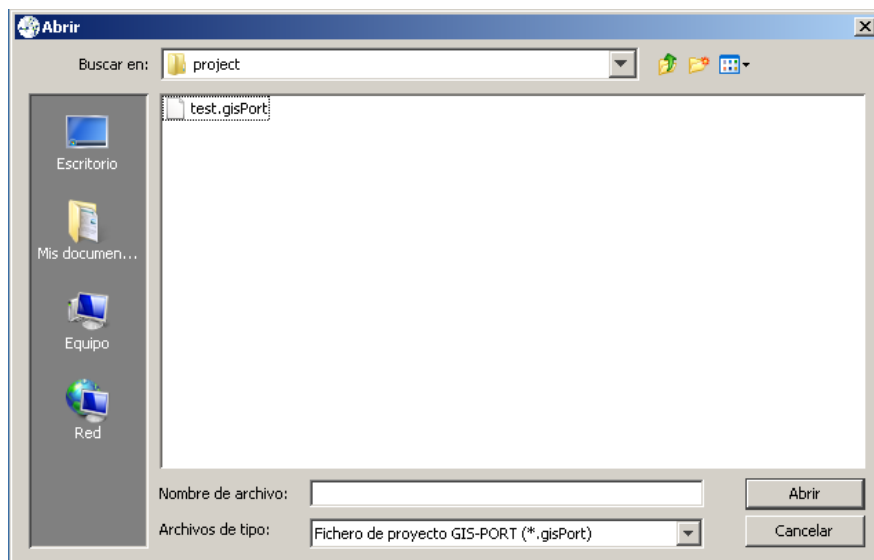 Abrir
Buscar en: project
test.gisPort
Escritorio
Mis documen...
Equipo
Red
Nombre de archivo: Abrir
Archivos de tipo: Fichero de proyecto GIS-PORT (*.gisPort) Cancelar